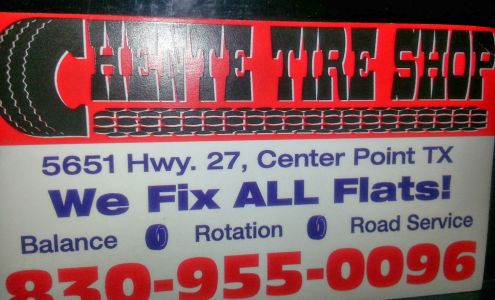 CHENTE TIRE SHOP
5651 Hwy. 27, Center Point TX
We Fix ALL Flats!
Balance Rotation Road Service
830-955-0096